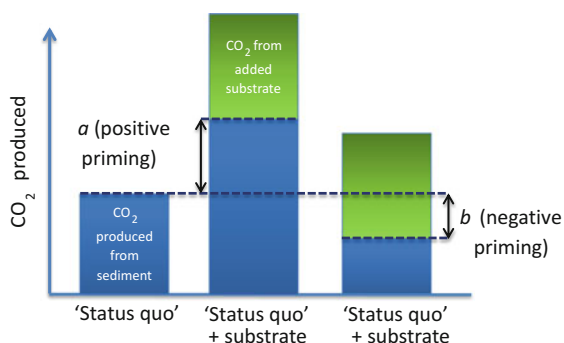 CO₂ produced
a (positive
priming)
CO₂
produced
from
sediment
CO₂ from
added
substrate
b (negative
priming)
'Status quo'
'Status quo'
+ substrate
'Status quo'
+ substrate